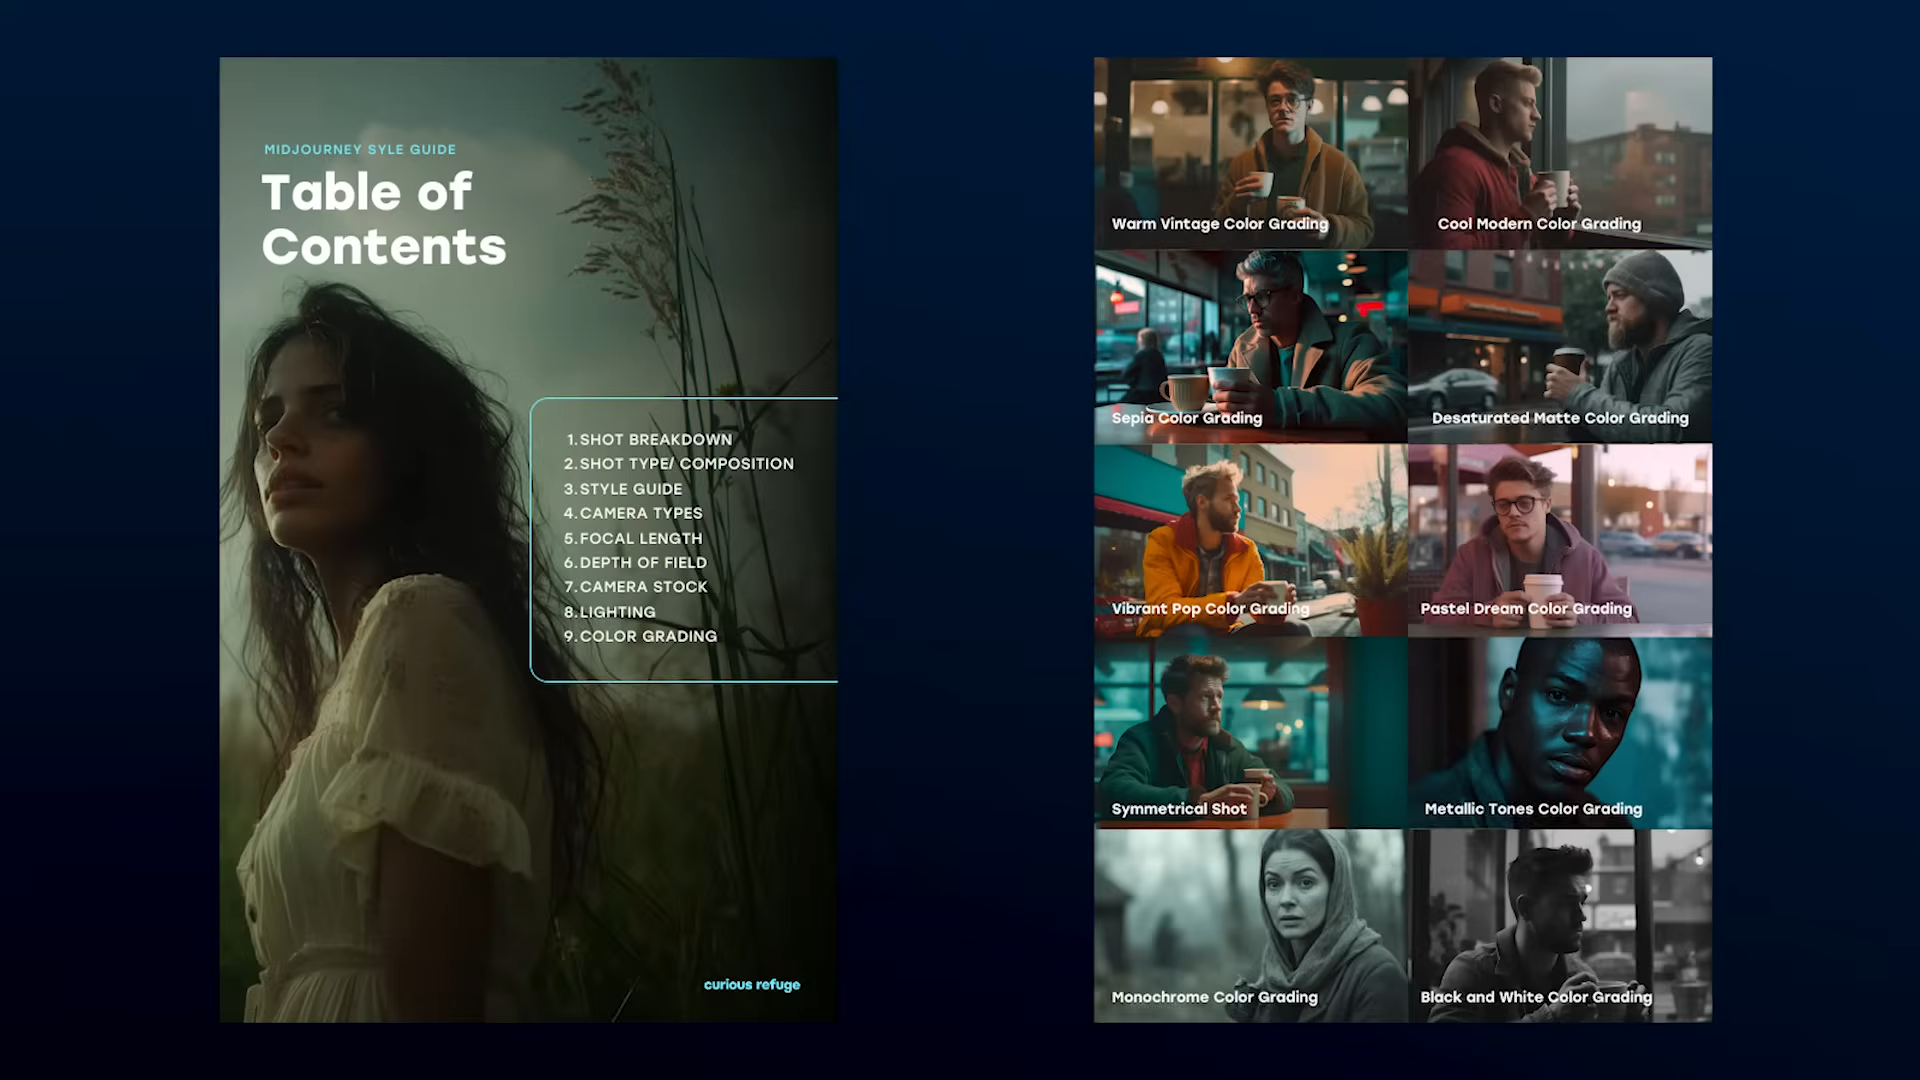 MIDJOURNEY SYLE GUIDE
Table of
Contents
1. SHOT BREAKDOWN
2. SHOT TYPE/ COMPOSITION
3. STYLE GUIDE
4. CAMERA TYPES
5. FOCAL LENGTH
6. DEPTH OF FIELD
7. CAMERA STOCK
8. LIGHTING
9. COLOR GRADING
curious refuge
Warm Vintage Color Grading
Cool Modern Color Grading
Sepia Color Grading
Desaturated Matte Color Grading
Vibrant Pop Color Grading
Pastel Dream Color Grading
Symmetrical Shot
Metallic Tones Color Grading
Monochrome Color Grading
Black and White Color Grading